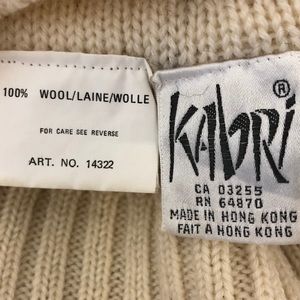 100% WOOL/LAINE/WOLLE
FOR CARE SEE REVERSE
ART. NO. 14322
Kabrí ®
CA 03255
RN 64870
MADE IN HONG KONG
FAIT A HONG KONG